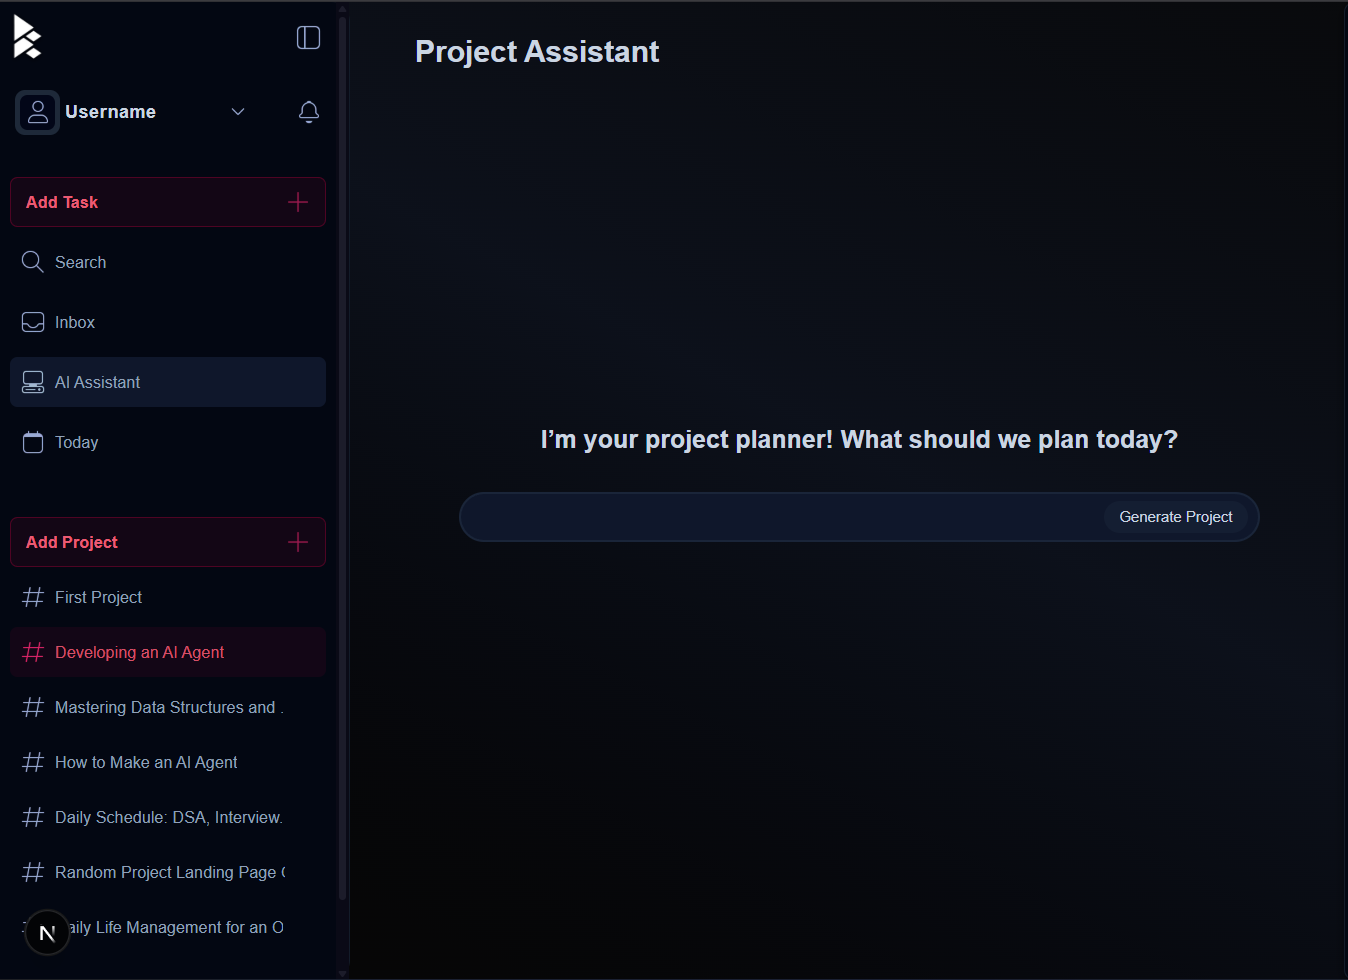 Project Assistant
Username
Add Task
Search
Inbox
AI Assistant
Today
Add Project
First Project
Developing an AI Agent
Mastering Data Structures and .
How to Make an AI Agent
Daily Schedule: DSA, Interview.
Random Project Landing Page
aily Life Management for an O
N
I’m your project planner! What should we plan today?
Generate Project